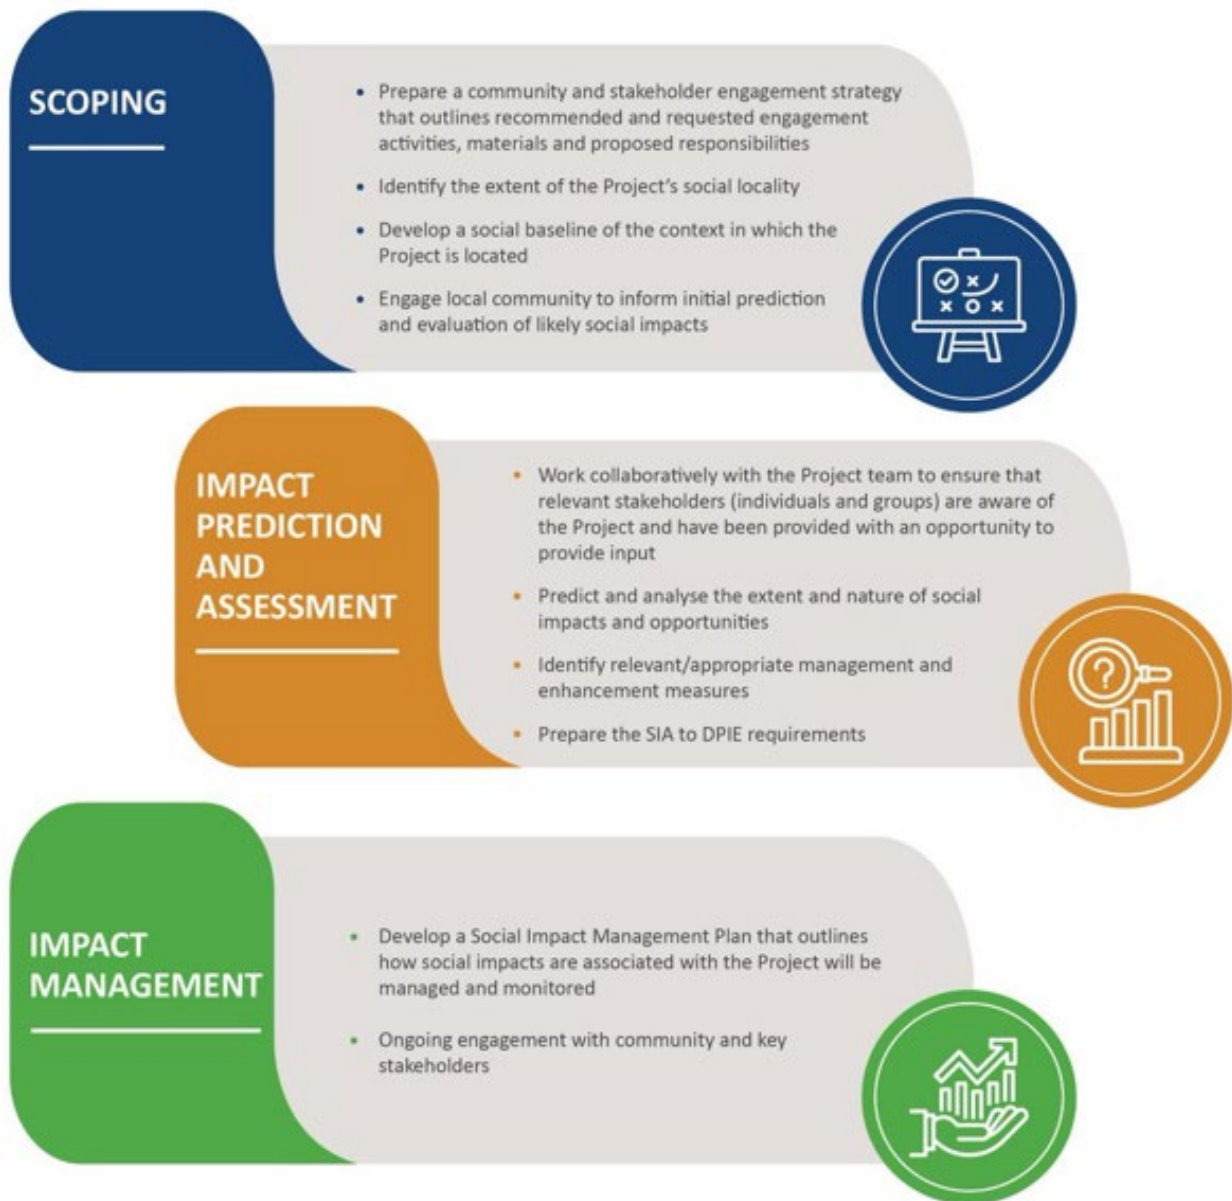 SCOPING
• Prepare a community and stakeholder engagement strategy
that outlines recommended and requested engagement
activities, materials and proposed responsibilities
• Identify the extent of the Project’s social locality
• Develop a social baseline of the context in which the
Project is located
• Engage local community to inform initial prediction
and evaluation of likely social impacts
IMPACT
PREDICTION
AND
ASSESSMENT
• Work collaboratively with the Project team to ensure that
relevant stakeholders (individuals and groups) are aware of
the Project and have been provided with an opportunity to
provide input
• Predict and analyse the extent and nature of social
impacts and opportunities
• Identify relevant/appropriate management and
enhancement measures
• Prepare the SIA to DPIE requirements
IMPACT
MANAGEMENT
• Develop a Social Impact Management Plan that outlines
how social impacts are associated with the Project will be
managed and monitored
• Ongoing engagement with community and key
stakeholders